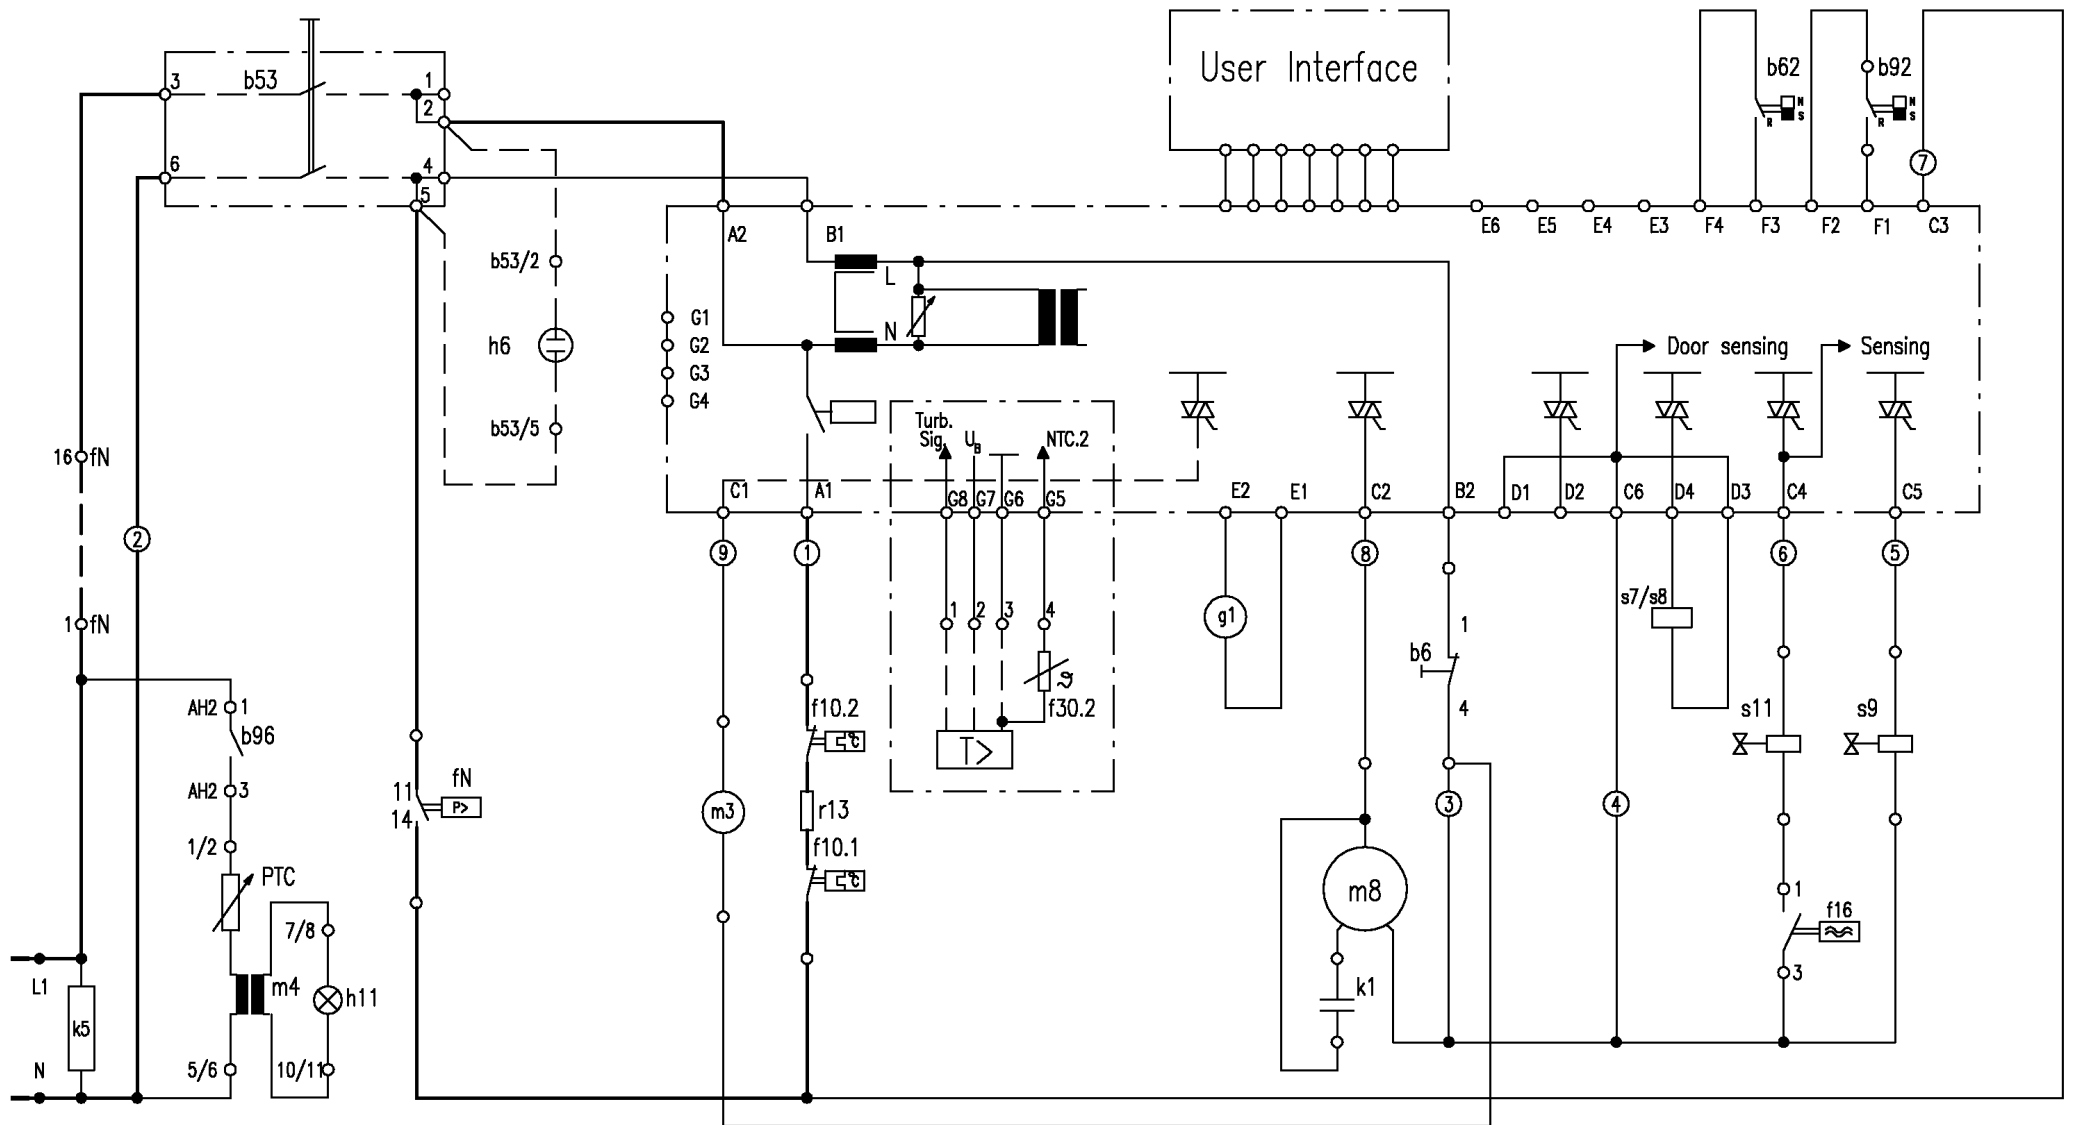 User Interface
b62
b92
N
S
R
N
S
R
7
3
b53
1
2
6
4
5
E6
E5
E4
E3
F4
F3
F2
F1
C3
A2
B1
b53/2
L
G1
N
G2
h6
G3
G4
Door sensing
Sensing
b53/5
Turb.
Sig.
UB
NTC.2
16 fN
C1
A1
G8
G7
G6
G5
E2
E1
C2
B2
D1
D2
C6
D4
D3
C4
C5
2
9
1
8
6
5
1 fN
1
2
3
4
g1
s7/s8
1
b6
ϑ
f30.2
4
AH2 1
b96
f10.2
°C
T>
s11
s9
AH2 3
11
fN
P>
14
m3
r13
3
4
1/2
f10.1
°C
PTC
m8
1
f16
7/8
3
L1
m4
h11
k1
k5
N
5/6
10/11